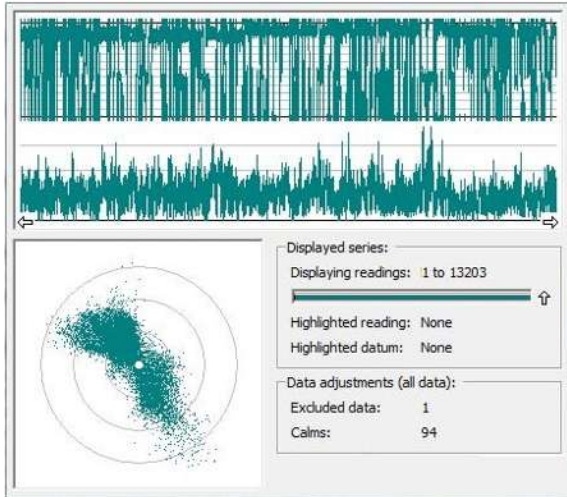 Displayed series:
Displaying readings: 1 to 13203
Highlighted reading: None
Highlighted datum: None
Data adjustments (all data):
Excluded data: 1
Calms: 94